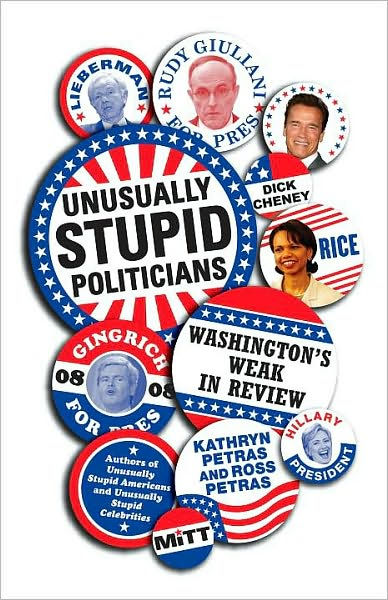 LIEBERMAN
RUDY GIULIANI
FOR PRES
DICK
CHENEY
UNUSUALLY
STUPID
POLITICIANS
RICE
GINGRICH
08 08
FOR PRES
WASHINGTON'S
WEAK
IN REVIEW
HILLARY
PRESIDENT
KATHRYN
PETRAS
AND ROSS
PETRAS
Authors of
Unusually
Stupid Americans
and Unusually
Stupid
Celebrities
MiTT